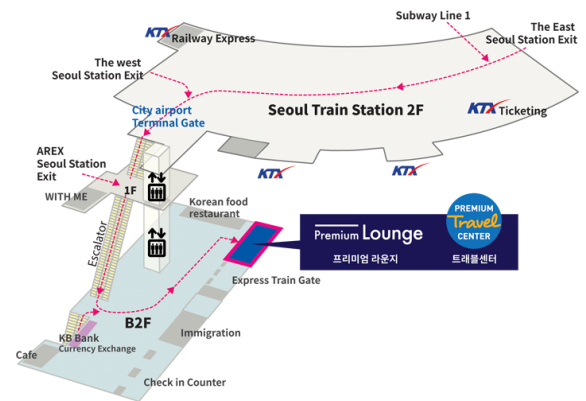 Subway Line 1
The East
Seoul Station Exit
KTX
Railway Express
The west
Seoul Station Exit
City airport
Terminal Gate
Seoul Train Station 2F
KTX
Ticketing
AREX
Seoul Station
Exit
KTX
KTX
1F
WITH ME
Korean food
restaurant
PREMIUM
Travel
CENTER
Premium Lounge
프리미엄 라운지
트래블센터
Escalator
Express Train Gate
B2F
Immigration
KB Bank
Currency Exchange
Cafe
Check in Counter